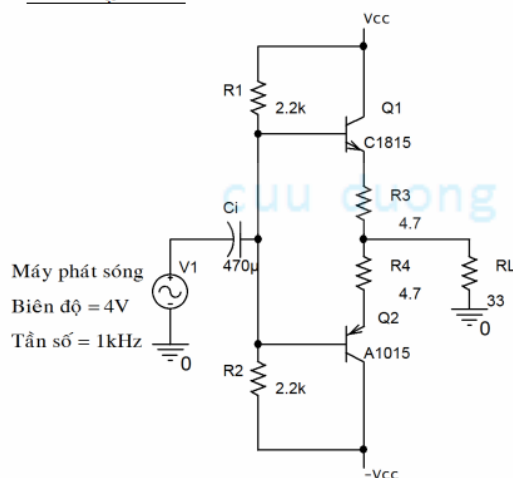 Vcc
R1
2.2k
Q1
C1815
cuu duong
R3
4.7
Ci
470µ
V1
Máy phát sóng
Biên độ = 4V
Tần số = 1kHz
0
R4
4.7
RL
33
0
Q2
A1015
R2
2.2k
-Vcc